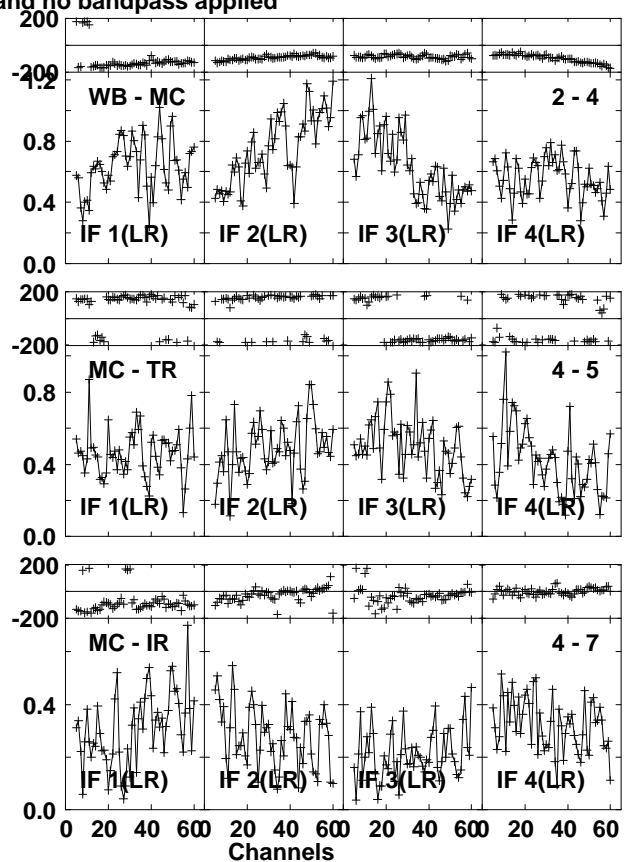 and no bandpass applied
200
-200
1.2
WB - MC
2 - 4
0.8
0.4
IF 1(LR) IF 2(LR) IF 3(LR) IF 4(LR)
0.0
200
-200
MC - TR
4 - 5
0.8
0.4
IF 1(LR) IF 2(LR) IF 3(LR) IF 4(LR)
0.0
200
-200
MC - IR
4 - 7
0.4
IF 1(LR) IF 2(LR) IF 3(LR) IF 4(LR)
0.0
0 20 40 60 0 20 40 60 0 20 40 60 0 20 40 60
Channels